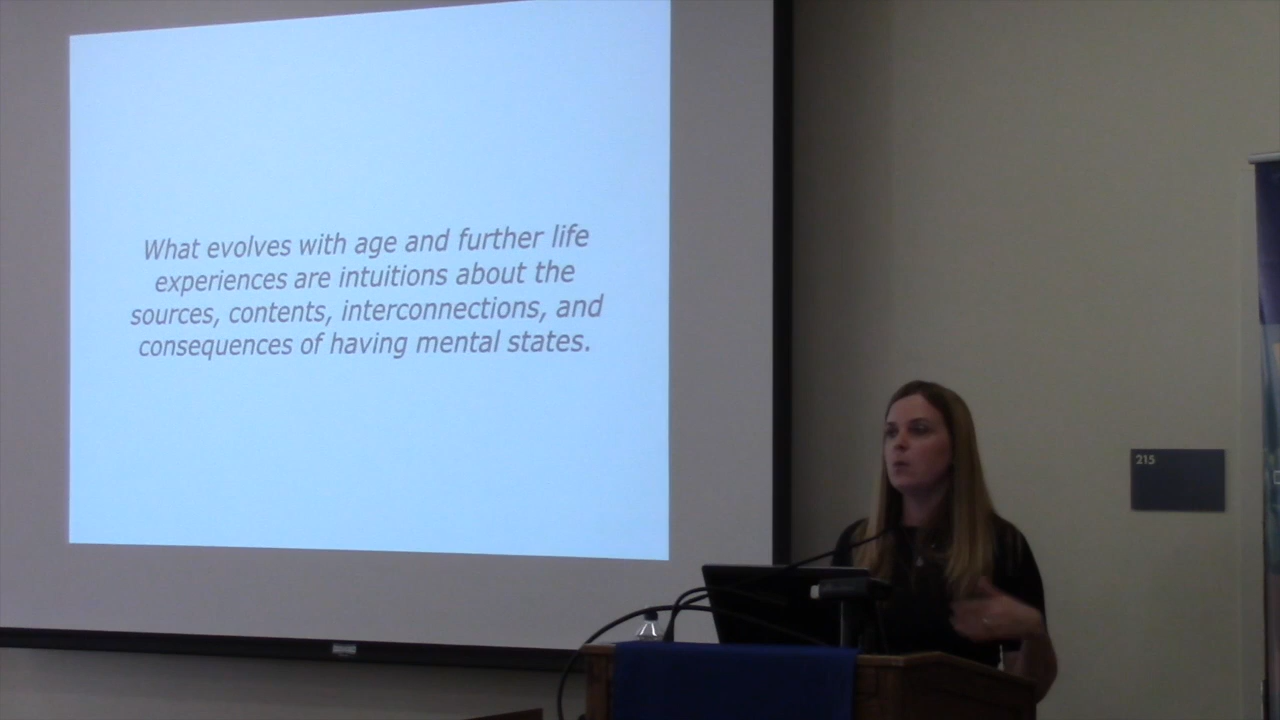 What evolves with age and further life
experiences are intuitions about the
sources, contents, interconnections, and
consequences of having mental states.
215